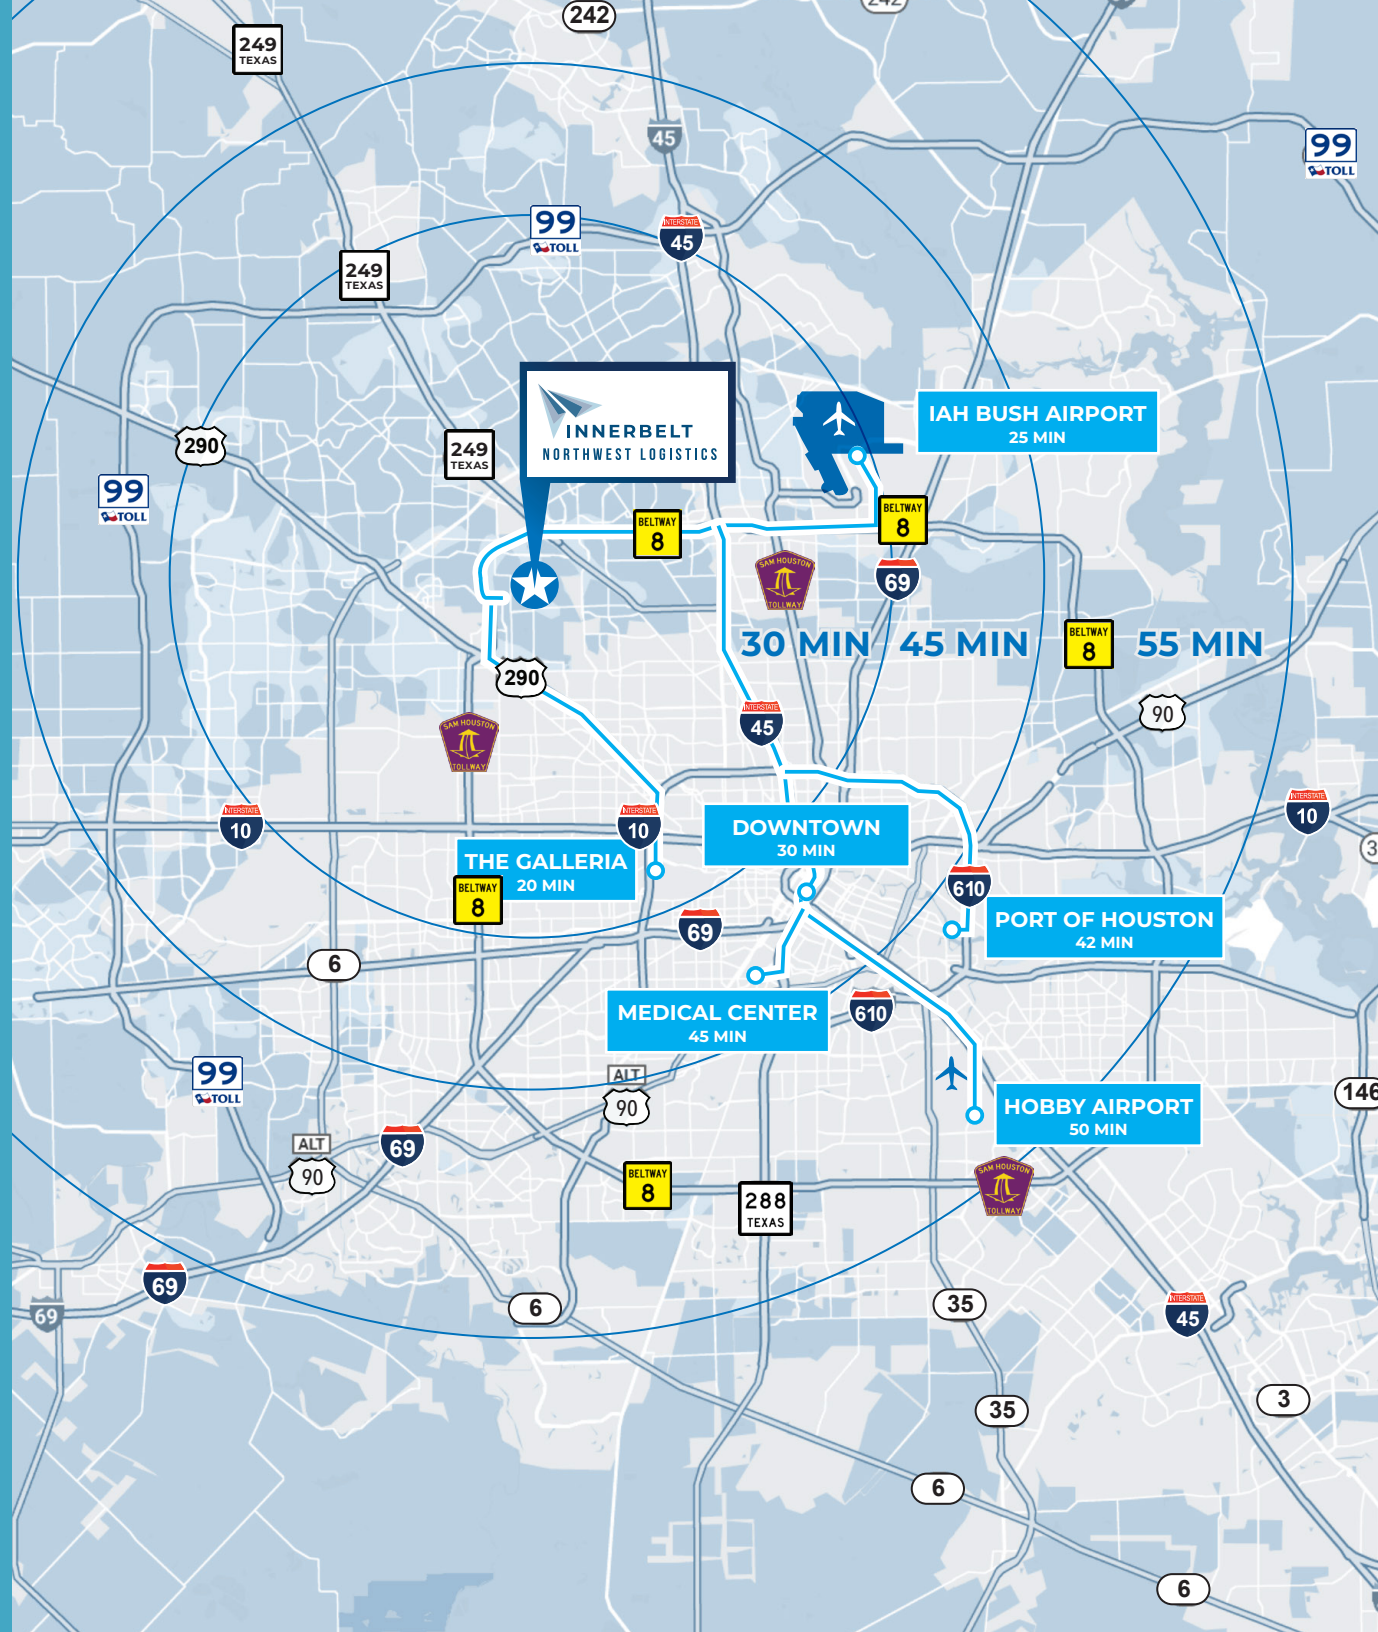 242
242
249
TEXAS
45
99
TOLL
99
TOLL
INTERSTATE
45
249
TEXAS
INNERBELT
NORTHWEST LOGISTICS
IAH BUSH AIRPORT
25 MIN
290
249
TEXAS
99
TOLL
BELTWAY
8
BELTWAY
8
SAM HOUSTON
TOLLWAY
69
30 MIN
45 MIN
BELTWAY
8
55 MIN
290
90
INTERSTATE
45
SAM HOUSTON
TOLLWAY
INTERSTATE
10
INTERSTATE
10
INTERSTATE
10
DOWNTOWN
30 MIN
THE GALLERIA
20 MIN
3
BELTWAY
8
610
PORT OF HOUSTON
42 MIN
69
6
MEDICAL CENTER
45 MIN
610
99
TOLL
ALT
90
146
HOBBY AIRPORT
50 MIN
ALT
90
69
BELTWAY
8
288
TEXAS
SAM HOUSTON
TOLLWAY
69
69
6
35
INTERSTATE
45
35
3
6
6